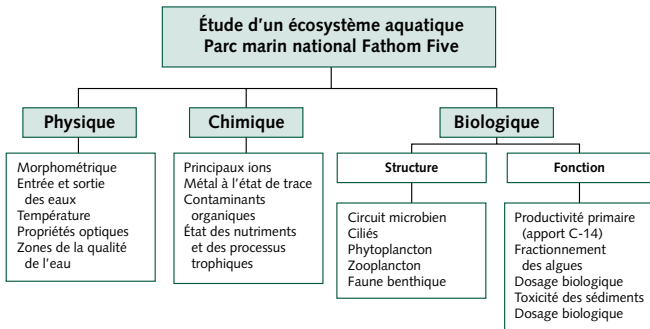 Étude d'un écosystème aquatique
Parc marin national Fathom Five
Physique
Morphométrique
Entrée et sortie
des eaux
Température
Propriétés optiques
Zones de la qualité
de l'eau
Chimique
Principaux ions
Métal à l'état de trace
Contaminants
organiques
État des nutriments
et des processus
trophiques
Biologique
Structure
Circuit microbien
Ciliés
Phytoplancton
Zooplancton
Faune benthique
Fonction
Productivité primaire
(apport C-14)
Fractionnement
des algues
Dosage biologique
Toxicité des sédiments
Dosage biologique